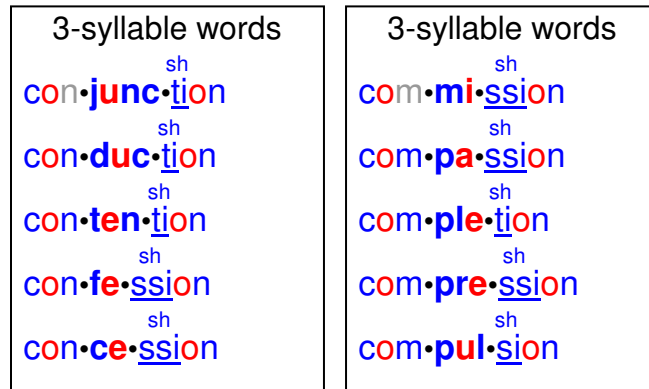 3-syllable words
sh
con•junc•tion
sh
con•duc•tion
sh
con•ten•tion
sh
con•fe•ssion
sh
con•ce•ssion
3-syllable words
sh
com•mi•ssion
sh
com•pa•ssion
sh
com•ple•tion
sh
com•pre•ssion
sh
com•pul•sion